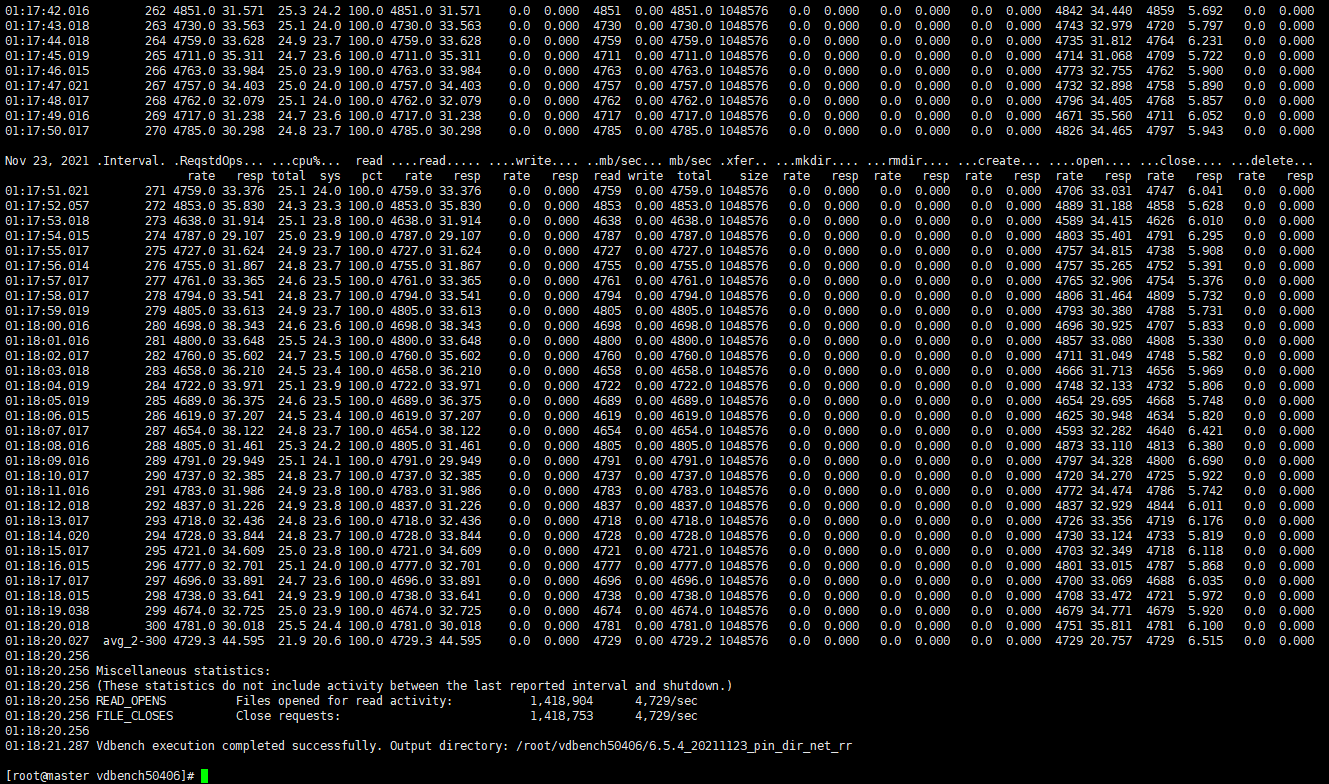 01:17:42.016 262 4851.0 31.571 25.3 24.2 100.0 4851.0 31.571 0.0 0.000 4851 0.00 4851.0 1048576 0.0 0.000 0.0 0.000 0.0 0.000 4842 34.440 4859 5.692 0.0 0.000
01:17:43.018 263 4730.0 33.563 25.1 24.0 100.0 4730.0 33.563 0.0 0.000 4730 0.00 4730.0 1048576 0.0 0.000 0.0 0.000 0.0 0.000 4743 32.979 4720 5.797 0.0 0.000
01:17:44.018 264 4759.0 33.628 24.9 23.7 100.0 4759.0 33.628 0.0 0.000 4759 0.00 4759.0 1048576 0.0 0.000 0.0 0.000 0.0 0.000 4735 31.812 4764 6.231 0.0 0.000
01:17:45.019 265 4711.0 35.311 24.7 23.6 100.0 4711.0 35.311 0.0 0.000 4711 0.00 4711.0 1048576 0.0 0.000 0.0 0.000 0.0 0.000 4714 31.068 4709 5.722 0.0 0.000
01:17:46.015 266 4763.0 33.984 25.0 23.9 100.0 4763.0 33.984 0.0 0.000 4763 0.00 4763.0 1048576 0.0 0.000 0.0 0.000 0.0 0.000 4773 32.755 4762 5.900 0.0 0.000
01:17:47.021 267 4757.0 34.403 25.0 24.0 100.0 4757.0 34.403 0.0 0.000 4757 0.00 4757.0 1048576 0.0 0.000 0.0 0.000 0.0 0.000 4732 32.898 4758 5.890 0.0 0.000
01:17:48.017 268 4762.0 32.079 25.1 24.0 100.0 4762.0 32.079 0.0 0.000 4762 0.00 4762.0 1048576 0.0 0.000 0.0 0.000 0.0 0.000 4796 34.405 4768 5.857 0.0 0.000
01:17:49.016 269 4717.0 31.238 24.7 23.6 100.0 4717.0 31.238 0.0 0.000 4717 0.00 4717.0 1048576 0.0 0.000 0.0 0.000 0.0 0.000 4671 35.560 4711 6.052 0.0 0.000
01:17:50.017 270 4785.0 30.298 24.8 23.7 100.0 4785.0 30.298 0.0 0.000 4785 0.00 4785.0 1048576 0.0 0.000 0.0 0.000 0.0 0.000 4826 34.465 4797 5.943 0.0 0.000
Nov 23, 2021 .Interval. .ReqstdOps... ...cpu%... read ....read..... ....write.... ..mb/sec... mb/sec .xfer.. ...mkdir.... ...rmdir.... ...create... ....open.... ...close.... ...delete...
rate resp total sys pct rate resp rate resp read write total size rate resp rate resp rate resp rate resp rate resp rate resp
01:17:51.021 271 4759.0 33.376 25.1 24.0 100.0 4759.0 33.376 0.0 0.000 4759 0.00 4759.0 1048576 0.0 0.000 0.0 0.000 0.0 0.000 4706 33.031 4747 6.041 0.0 0.000
01:17:52.057 272 4853.0 35.830 24.3 23.3 100.0 4853.0 35.830 0.0 0.000 4853 0.00 4853.0 1048576 0.0 0.000 0.0 0.000 0.0 0.000 4889 31.188 4858 5.628 0.0 0.000
01:17:53.018 273 4638.0 31.914 25.1 23.8 100.0 4638.0 31.914 0.0 0.000 4638 0.00 4638.0 1048576 0.0 0.000 0.0 0.000 0.0 0.000 4589 34.415 4626 6.010 0.0 0.000
01:17:54.015 274 4787.0 29.107 25.0 23.9 100.0 4787.0 29.107 0.0 0.000 4787 0.00 4787.0 1048576 0.0 0.000 0.0 0.000 0.0 0.000 4803 35.401 4791 6.295 0.0 0.000
01:17:55.017 275 4727.0 31.624 24.9 23.7 100.0 4727.0 31.624 0.0 0.000 4727 0.00 4727.0 1048576 0.0 0.000 0.0 0.000 0.0 0.000 4757 34.815 4738 5.908 0.0 0.000
01:17:56.014 276 4755.0 31.867 24.8 23.7 100.0 4755.0 31.867 0.0 0.000 4755 0.00 4755.0 1048576 0.0 0.000 0.0 0.000 0.0 0.000 4757 35.265 4752 5.391 0.0 0.000
01:17:57.017 277 4761.0 33.365 24.6 23.5 100.0 4761.0 33.365 0.0 0.000 4761 0.00 4761.0 1048576 0.0 0.000 0.0 0.000 0.0 0.000 4765 32.906 4754 5.376 0.0 0.000
01:17:58.017 278 4794.0 33.541 24.8 23.7 100.0 4794.0 33.541 0.0 0.000 4794 0.00 4794.0 1048576 0.0 0.000 0.0 0.000 0.0 0.000 4806 31.464 4809 5.732 0.0 0.000
01:17:59.019 279 4805.0 33.613 24.9 23.7 100.0 4805.0 33.613 0.0 0.000 4805 0.00 4805.0 1048576 0.0 0.000 0.0 0.000 0.0 0.000 4793 30.380 4788 5.731 0.0 0.000
01:18:00.016 280 4698.0 38.343 24.6 23.6 100.0 4698.0 38.343 0.0 0.000 4698 0.00 4698.0 1048576 0.0 0.000 0.0 0.000 0.0 0.000 4696 30.925 4707 5.833 0.0 0.000
01:18:01.016 281 4800.0 33.648 25.5 24.3 100.0 4800.0 33.648 0.0 0.000 4800 0.00 4800.0 1048576 0.0 0.000 0.0 0.000 0.0 0.000 4857 33.080 4808 5.330 0.0 0.000
01:18:02.017 282 4760.0 35.602 24.7 23.5 100.0 4760.0 35.602 0.0 0.000 4760 0.00 4760.0 1048576 0.0 0.000 0.0 0.000 0.0 0.000 4711 31.049 4748 5.582 0.0 0.000
01:18:03.018 283 4658.0 36.210 24.5 23.4 100.0 4658.0 36.210 0.0 0.000 4658 0.00 4658.0 1048576 0.0 0.000 0.0 0.000 0.0 0.000 4666 31.713 4656 5.969 0.0 0.000
01:18:04.019 284 4722.0 33.971 25.1 23.9 100.0 4722.0 33.971 0.0 0.000 4722 0.00 4722.0 1048576 0.0 0.000 0.0 0.000 0.0 0.000 4748 32.133 4732 5.806 0.0 0.000
01:18:05.019 285 4689.0 36.375 24.6 23.5 100.0 4689.0 36.375 0.0 0.000 4689 0.00 4689.0 1048576 0.0 0.000 0.0 0.000 0.0 0.000 4654 29.695 4668 5.748 0.0 0.000
01:18:06.015 286 4619.0 37.207 24.5 23.4 100.0 4619.0 37.207 0.0 0.000 4619 0.00 4619.0 1048576 0.0 0.000 0.0 0.000 0.0 0.000 4625 30.948 4634 5.820 0.0 0.000
01:18:07.017 287 4654.0 38.122 24.8 23.7 100.0 4654.0 38.122 0.0 0.000 4654 0.00 4654.0 1048576 0.0 0.000 0.0 0.000 0.0 0.000 4593 32.282 4640 6.421 0.0 0.000
01:18:08.016 288 4805.0 31.461 25.3 24.2 100.0 4805.0 31.461 0.0 0.000 4805 0.00 4805.0 1048576 0.0 0.000 0.0 0.000 0.0 0.000 4873 33.110 4813 6.380 0.0 0.000
01:18:09.016 289 4791.0 29.949 25.1 24.1 100.0 4791.0 29.949 0.0 0.000 4791 0.00 4791.0 1048576 0.0 0.000 0.0 0.000 0.0 0.000 4797 34.328 4800 6.690 0.0 0.000
01:18:10.017 290 4737.0 32.385 24.8 23.7 100.0 4737.0 32.385 0.0 0.000 4737 0.00 4737.0 1048576 0.0 0.000 0.0 0.000 0.0 0.000 4720 34.270 4725 5.922 0.0 0.000
01:18:11.016 291 4783.0 31.986 24.9 23.8 100.0 4783.0 31.986 0.0 0.000 4783 0.00 4783.0 1048576 0.0 0.000 0.0 0.000 0.0 0.000 4772 34.474 4786 5.742 0.0 0.000
01:18:12.018 292 4837.0 31.226 24.9 23.8 100.0 4837.0 31.226 0.0 0.000 4837 0.00 4837.0 1048576 0.0 0.000 0.0 0.000 0.0 0.000 4837 32.929 4844 6.011 0.0 0.000
01:18:13.017 293 4718.0 32.436 24.8 23.6 100.0 4718.0 32.436 0.0 0.000 4718 0.00 4718.0 1048576 0.0 0.000 0.0 0.000 0.0 0.000 4726 33.356 4719 6.176 0.0 0.000
01:18:14.020 294 4728.0 33.844 24.8 23.7 100.0 4728.0 33.844 0.0 0.000 4728 0.00 4728.0 1048576 0.0 0.000 0.0 0.000 0.0 0.000 4730 33.124 4733 5.819 0.0 0.000
01:18:15.017 295 4721.0 34.609 25.0 23.8 100.0 4721.0 34.609 0.0 0.000 4721 0.00 4721.0 1048576 0.0 0.000 0.0 0.000 0.0 0.000 4703 32.349 4718 6.118 0.0 0.000
01:18:16.015 296 4777.0 32.701 25.1 24.0 100.0 4777.0 32.701 0.0 0.000 4777 0.00 4777.0 1048576 0.0 0.000 0.0 0.000 0.0 0.000 4801 33.015 4787 5.868 0.0 0.000
01:18:17.017 297 4696.0 33.891 24.7 23.6 100.0 4696.0 33.891 0.0 0.000 4696 0.00 4696.0 1048576 0.0 0.000 0.0 0.000 0.0 0.000 4700 33.069 4688 6.035 0.0 0.000
01:18:18.015 298 4738.0 33.641 24.9 23.9 100.0 4738.0 33.641 0.0 0.000 4738 0.00 4738.0 1048576 0.0 0.000 0.0 0.000 0.0 0.000 4708 33.472 4721 5.972 0.0 0.000
01:18:19.038 299 4674.0 32.725 25.0 23.9 100.0 4674.0 32.725 0.0 0.000 4674 0.00 4674.0 1048576 0.0 0.000 0.0 0.000 0.0 0.000 4679 34.771 4679 5.920 0.0 0.000
01:18:20.018 300 4781.0 30.018 25.5 24.4 100.0 4781.0 30.018 0.0 0.000 4781 0.00 4781.0 1048576 0.0 0.000 0.0 0.000 0.0 0.000 4751 35.811 4781 6.100 0.0 0.000
01:18:20.027 avg_2-300 4729.3 44.595 21.9 20.6 100.0 4729.3 44.595 0.0 0.000 4729 0.00 4729.2 1048576 0.0 0.000 0.0 0.000 0.0 0.000 4729 20.757 4729 6.515 0.0 0.000
01:18:20.256
01:18:20.256 Miscellaneous statistics:
01:18:20.256 (These statistics do not include activity between the last reported interval and shutdown.)
01:18:20.256 READ_OPENS Files opened for read activity: 1,418,904 4,729/sec
01:18:20.256 FILE_CLOSES Close requests: 1,418,753 4,729/sec
01:18:20.256
01:18:21.287 Vdbench execution completed successfully. Output directory: /root/vdbench50406/6.5.4_20211123_pin_dir_net_rr
[root@master vdbench50406]#